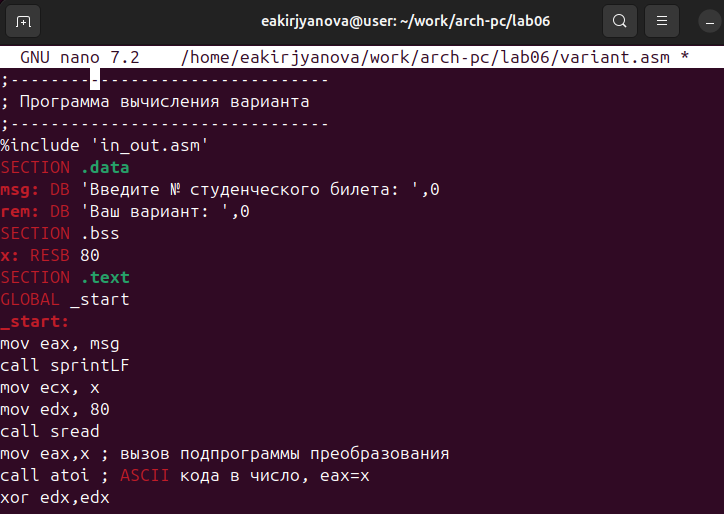 eakirjyanova@user: ~/work/arch-pc/lab06
GNU nano 7.2 /home/eakirjyanova/work/arch-pc/lab06/variant.asm *
;--------------------------------
; Программа вычисления варианта
;--------------------------------
%include 'in_out.asm'
SECTION .data
msg: DB 'Введите № студенческого билета: ',0
rem: DB 'Ваш вариант: ',0
SECTION .bss
x: RESB 80
SECTION .text
GLOBAL _start
_start:
mov eax, msg
call sprintLF
mov ecx, x
mov edx, 80
call sread
mov eax,x ; вызов подпрограммы преобразования
call atoi ; ASCII кода в число, eax=x
xor edx,edx